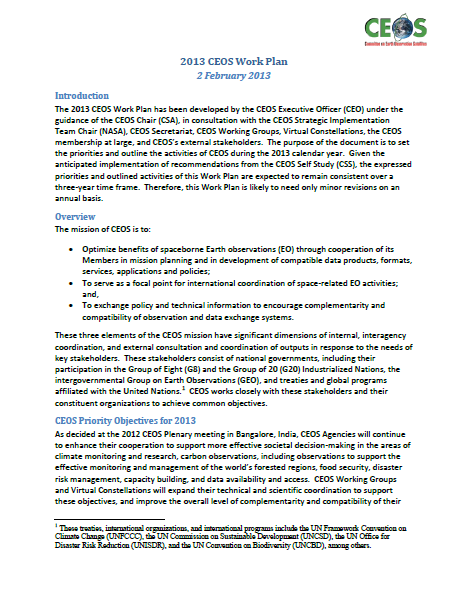 CEOS
Committee on Earth Observation Satellites
2013 CEOS Work Plan
2 February 2013
Introduction
The 2013 CEOS Work Plan has been developed by the CEOS Executive Officer (CEO) under the
guidance of the CEOS Chair (CSA), in consultation with the CEOS Strategic Implementation
Team Chair (NASA), CEOS Secretariat, CEOS Working Groups, Virtual Constellations, the CEOS
membership at large, and CEOS's external stakeholders. The purpose of the document is to set
the priorities and outline the activities of CEOS during the 2013 calendar year. Given the
anticipated implementation of recommendations from the CEOS Self Study (CSS), the expressed
priorities and outlined activities of this Work Plan are expected to remain consistent over a
three-year time frame. Therefore, this Work Plan is likely to need only minor revisions on an
annual basis.
Overview
The mission of CEOS is to:
• Optimize benefits of spaceborne Earth observations (EO) through cooperation of its
Members in mission planning and in development of compatible data products, formats,
services, applications and policies;
• To serve as a focal point for international coordination of space-related EO activities;
and,
• To exchange policy and technical information to encourage complementarity and
compatibility of observation and data exchange systems.
These three elements of the CEOS mission have significant dimensions of internal, interagency
coordination, and external consultation and coordination of outputs in response to the needs of
key stakeholders. These stakeholders consist of national governments, including their
participation in the Group of Eight (G8) and the Group of 20 (G20) Industrialized Nations, the
intergovernmental Group on Earth Observations (GEO), and treaties and global programs
affiliated with the United Nations.1 CEOS works closely with these stakeholders and their
constituent organizations to achieve common objectives.
CEOS Priority Objectives for 2013
As decided at the 2012 CEOS Plenary meeting in Bangalore, India, CEOS Agencies will continue
to enhance their cooperation to support more effective societal decision-making in the areas of
climate monitoring and research, carbon observations, including observations to support the
effective monitoring and management of the world's forested regions, food security, disaster
risk management, capacity building, and data availability and access. CEOS Working Groups
and Virtual Constellations will expand their technical and scientific coordination to support
these objectives, and improve the overall level of complementarity and compatibility of their
1 These treaties, international organizations, and international programs include the UN Framework Convention on
Climate Change (UNFCCC), the UN Commission on Sustainable Development (UNCSD), the UN Office for
Disaster Risk Reduction (UNISDR), and the UN Convention on Biodiversity (UNCBD), among others.